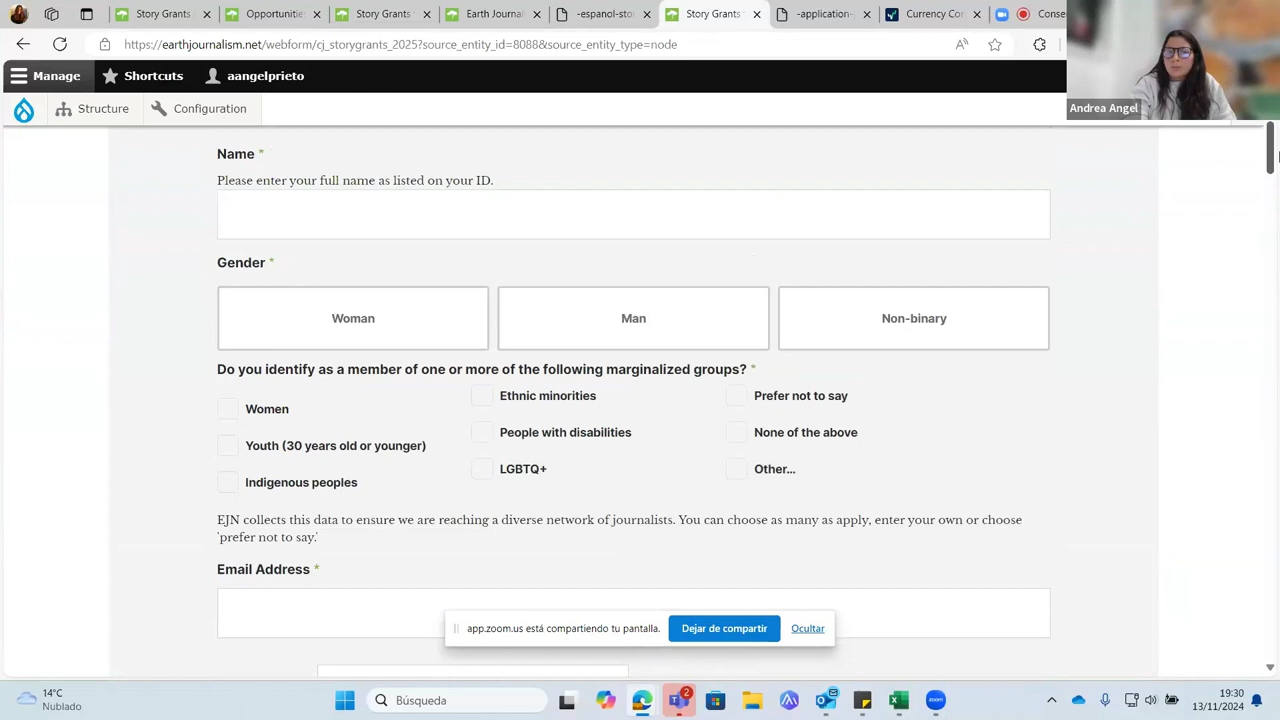 Story Grants
Opportunities
Story Grants
Earth Journal
-espanol-sto
Story Grants
-application-
Currency Con
Conse
https://earthjournalism.net/webform/cj_storygrants_2025?source_entity_id=8088&source_entity_type=node
Manage
Shortcuts
aangelprieto
Structure
Configuration
Andrea Angel
Name *
Please enter your full name as listed on your ID.
Gender *
Woman
Man
Non-binary
Do you identify as a member of one or more of the following marginalized groups? *
Women
Youth (30 years old or younger)
Indigenous peoples
Ethnic minorities
People with disabilities
LGBTQ+
Prefer not to say
None of the above
Other...
EJN collects this data to ensure we are reaching a diverse network of journalists. You can choose as many as apply, enter your own or choose
'prefer not to say.'
Email Address *
app.zoom.us está compartiendo tu pantalla.
Dejar de compartir
Ocultar
14°C
Nublado
Búsqueda
2
zoom
19:30
13/11/2024